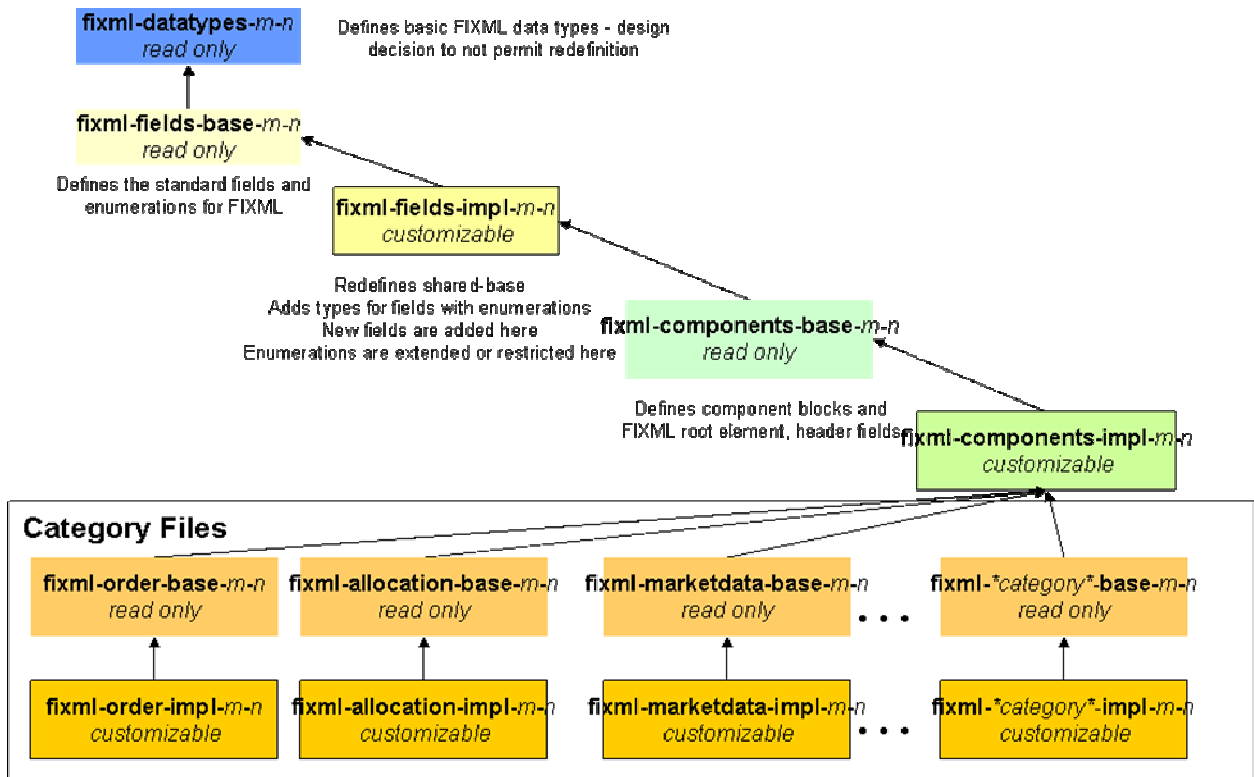 fixml-datatypes-m-n
read only
Defines basic FIXML data types - design
decision to not permit redefinition
fixml-fields-base-m-n
read only
Defines the standard fields and
enumerations for FIXML
fixml-fields-impl-m-n
customizable
Redefines shared-base
Adds types for fields with enumerations
New fields are added here
Enumerations are extended or restricted here
fixml-components-base-m-n
read only
Defines component blocks and
FIXML root element, header fields
fixml-components-impl-m-n
customizable
Category Files
fixml-order-base-m-n
read only
fixml-allocation-base-m-n
read only
fixml-marketdata-base-m-n
read only
• • •
fixml-*category*-base-m-n
read only
fixml-order-impl-m-n
customizable
fixml-allocation-impl-m-n
customizable
fixml-marketdata-impl-m-n
customizable
• • •
fixml-*category*-impl-m-n
customizable